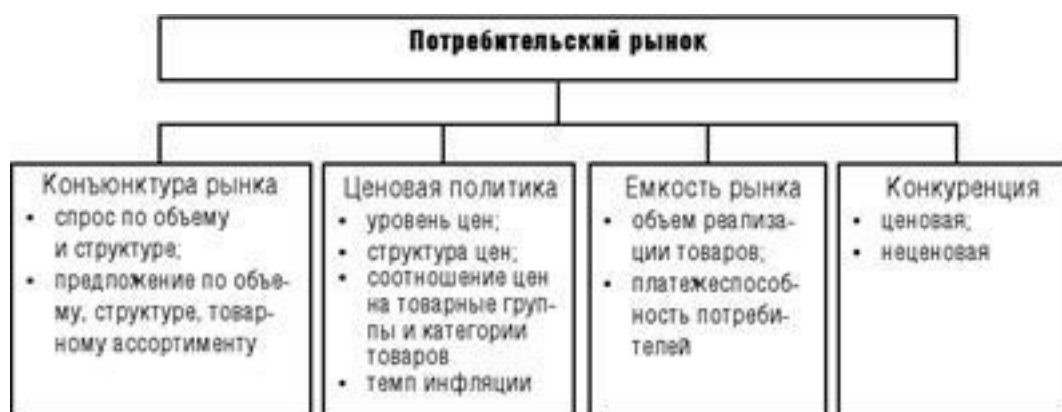 Потребительский рынок
Конъюнктура рынка
• спрос по объему
и структуре;
• предложение по объе-
му, структуре, товар-
ному ассортименту
Ценовая политика
• уровень цен;
• структура цен;
• соотношение цен
на товарные груп-
пы и категории
товаров
• темп инфляции
Емкость рынка
• объем реализа-
ции товаров;
• платежеспособ-
ность потреби-
телей
Конкуренция
• ценовая;
• неценовая